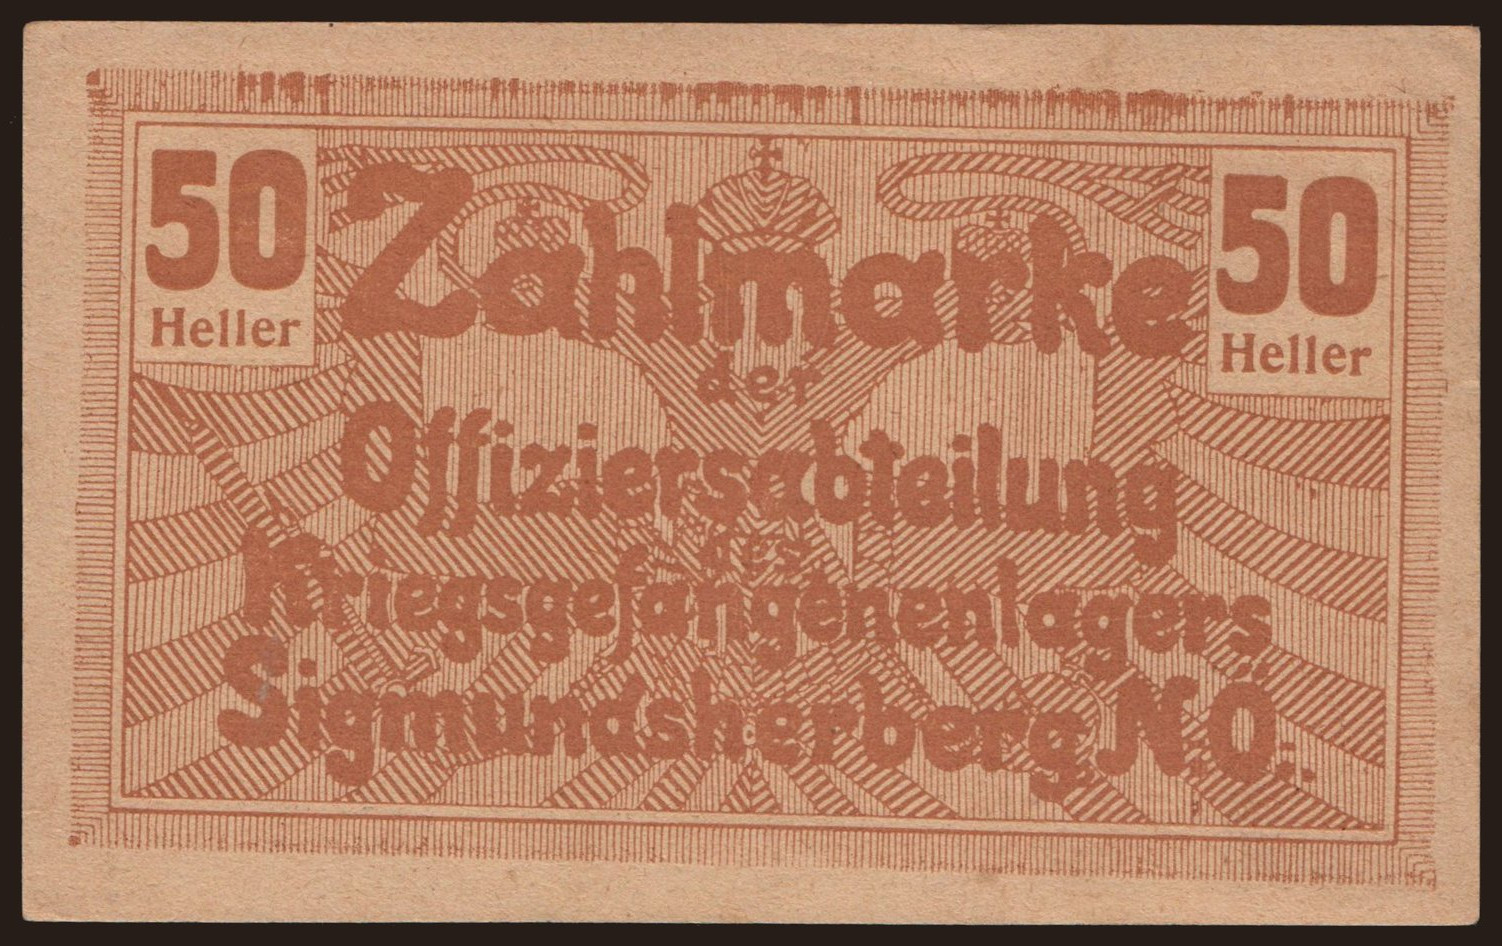 50 Heller
50 Heller
Zahlmarke
der
Offiziersabteilung
des
Kriegsgefangenenlagers
Sigmundsherberg N.Ö.